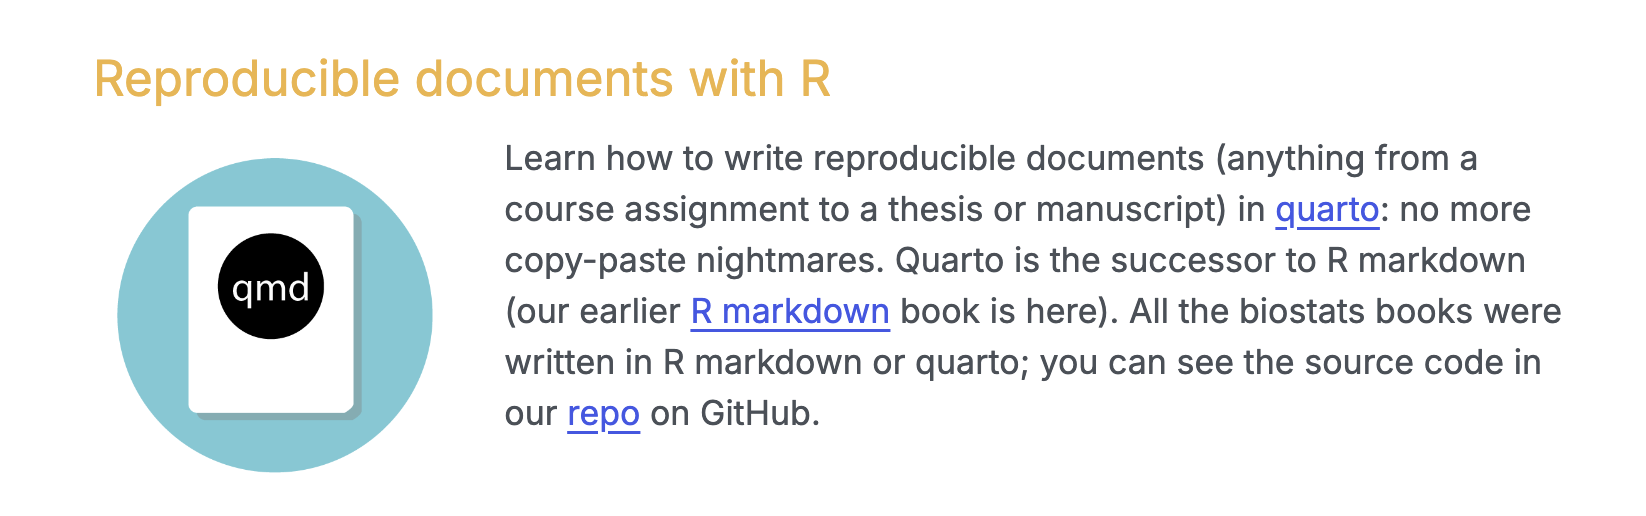 Reproducible documents with R
qmd
Learn how to write reproducible documents (anything from a
course assignment to a thesis or manuscript) in quarto: no more
copy-paste nightmares. Quarto is the successor to R markdown
(our earlier R markdown book is here). All the biostats books were
written in R markdown or quarto; you can see the source code in
our repo on GitHub.